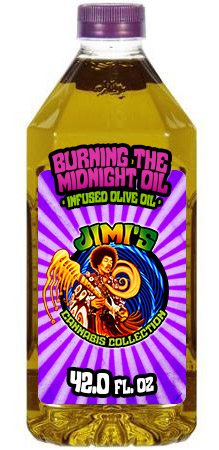 BURNING THE
MIDNIGHT OIL
• INFUSED OLIVE OIL •
JIMI'S
CANNABIS COLLECTION
42.0 FL. OZ